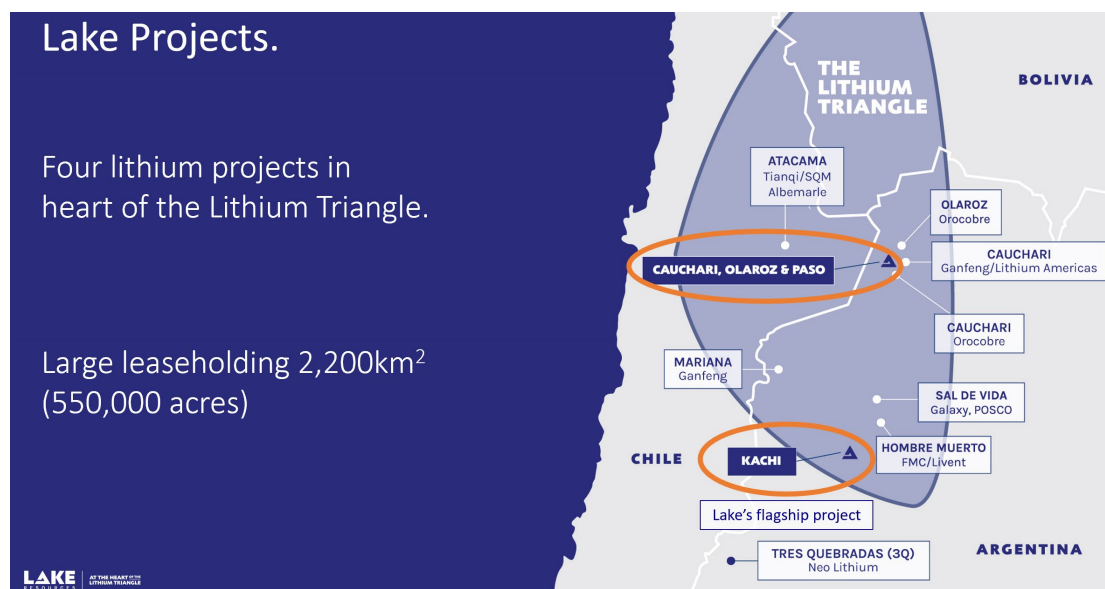 Lake Projects.
Four lithium projects in
heart of the Lithium Triangle.
Large leaseholding 2,200km²
(550,000 acres)
THE
LITHIUM
TRIANGLE
BOLIVIA
ATACAMA
Tianqi/SQM
Albemarle
OLAROZ
Orocobre
CAUCHARI
Ganfeng/Lithium Americas
CAUCHARI, OLAROZ & PASO
CAUCHARI
Orocobre
MARIANA
Ganfeng
SAL DE VIDA
Galaxy, POSCO
HOMBRE MUERTO
FMC/Livent
CHILE
KACHI
Lake's flagship project
ARGENTINA
TRES QUEBRADAS (3Q)
Neo Lithium
LAKE
RESOURCES
AT THE HEART OF THE
LITHIUM TRIANGLE